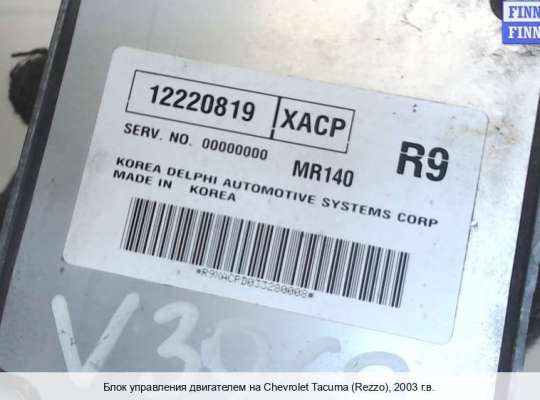 FINN
FINN
12220819 XACP
SERV. NO. 00000000 MR140 R9
KOREA DELPHI AUTOMOTIVE SYSTEMS CORP
MADE IN KOREA
*R9NACPD033280008*
Блок управления двигателем на Chevrolet Tacuma (Rezzo), 2003 г.в.